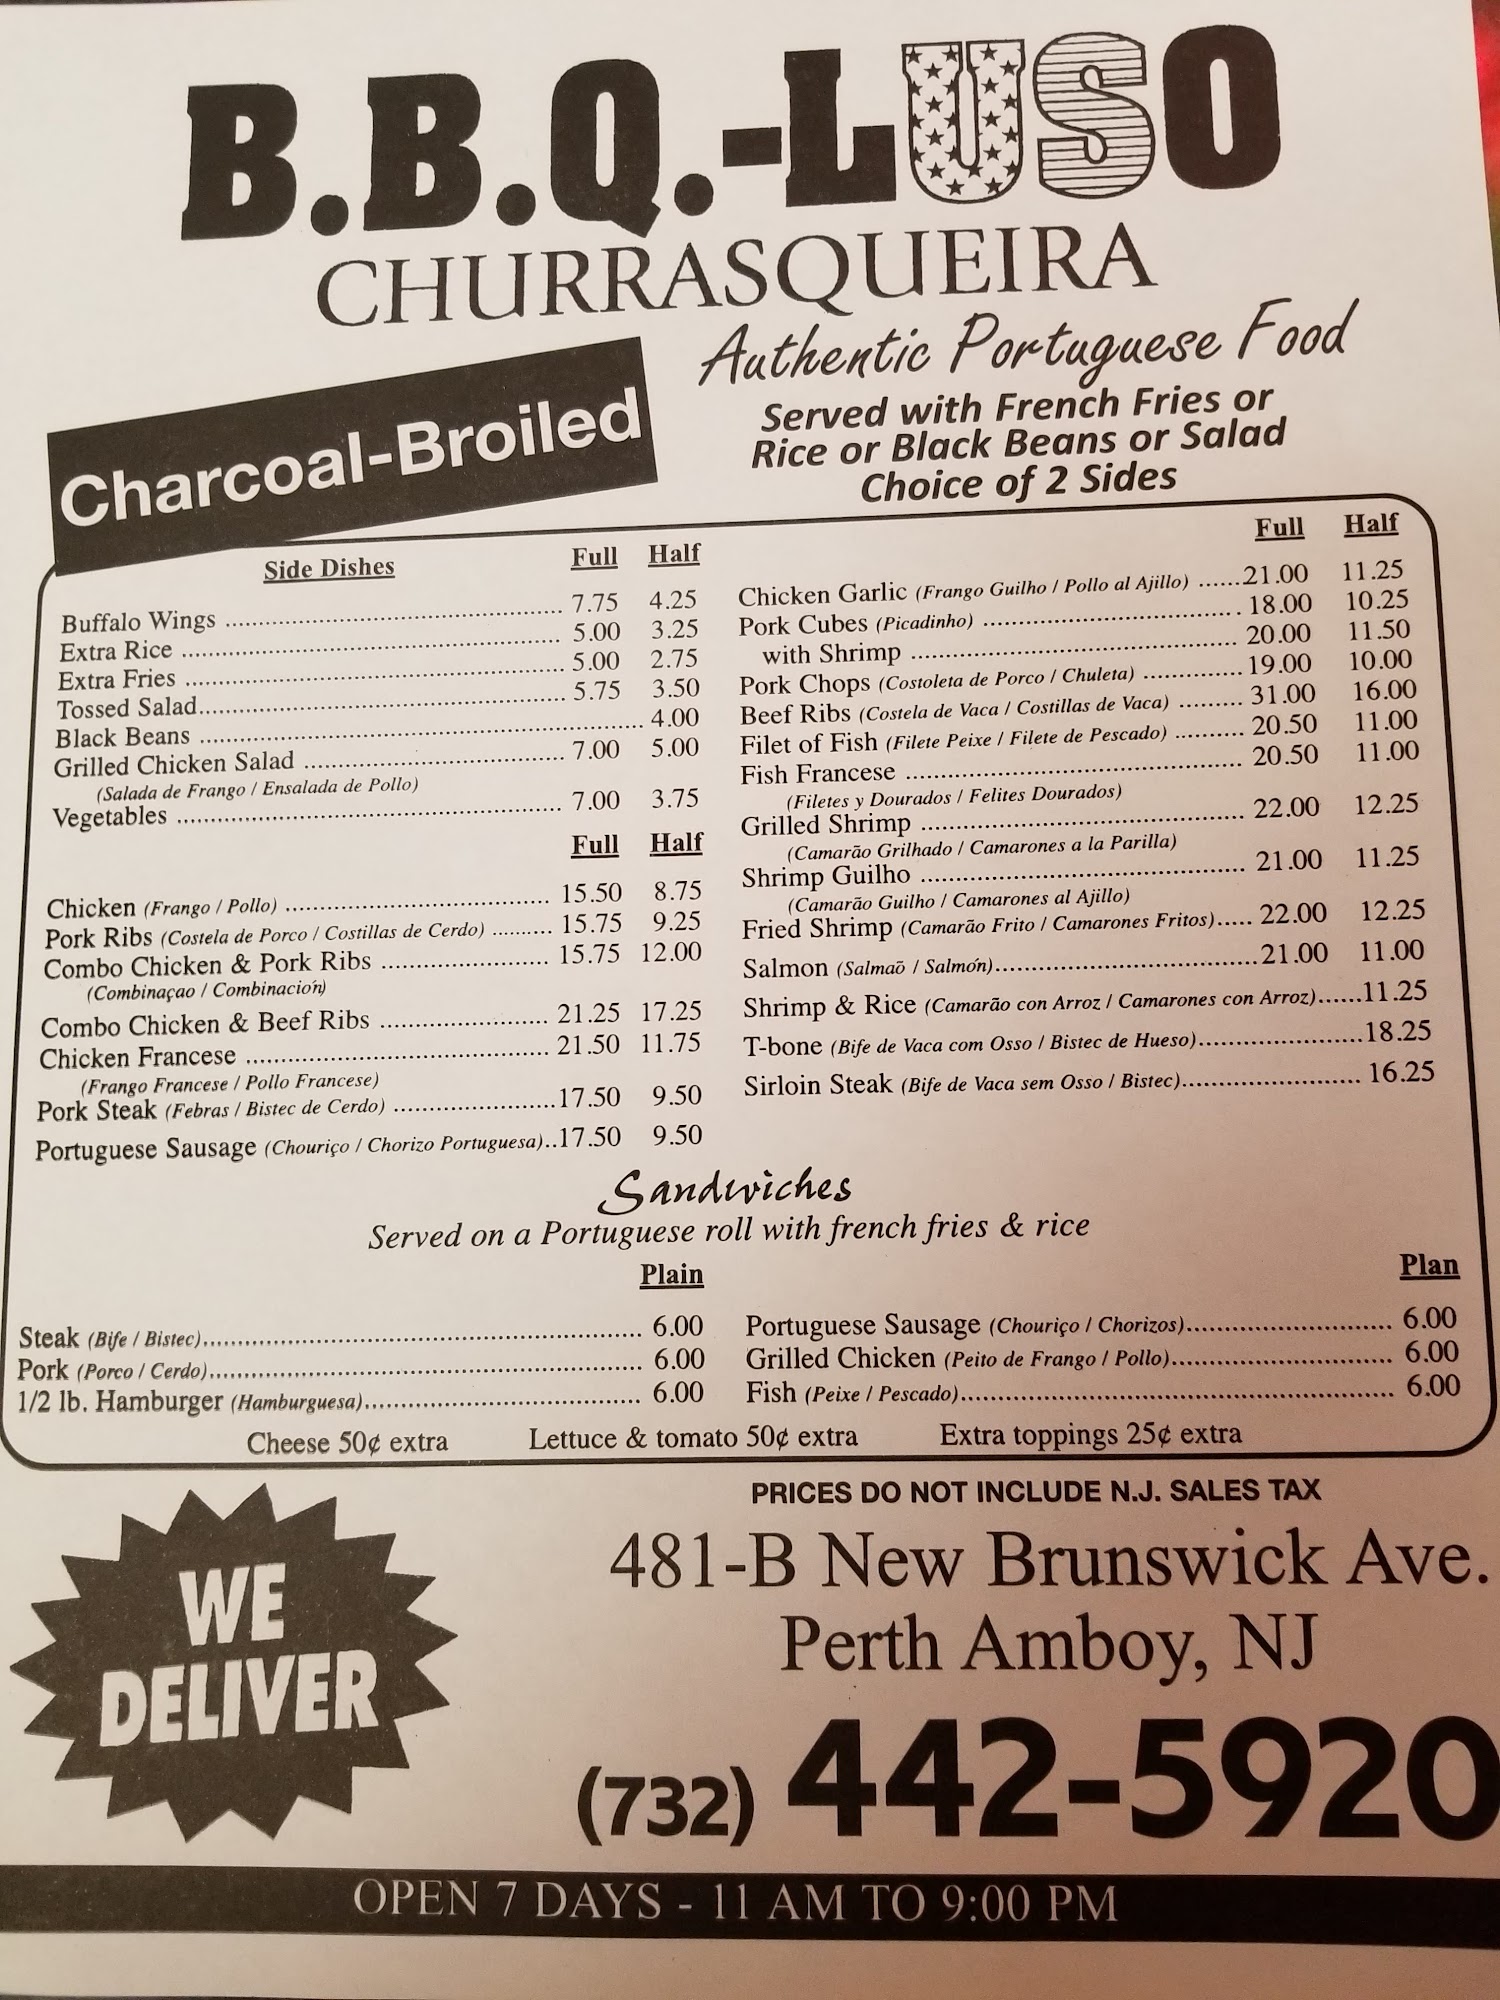 B.B.Q.-LUSO
CHURRASQUEIRA
Authentic Portuguese Food
Charcoal-Broiled
Served with French Fries or
Rice or Black Beans or Salad
Choice of 2 Sides
Side Dishes Full Half
Buffalo Wings 7.75 4.25
Extra Rice 5.00 3.25
Extra Fries 5.00 2.75
Tossed Salad 5.75 3.50
Black Beans 4.00
Grilled Chicken Salad 7.00 5.00
(Salada de Frango / Ensalada de Pollo)
Vegetables 7.00 3.75
Full Half
Chicken (Frango / Pollo) 15.50 8.75
Pork Ribs (Costela de Porco / Costillas de Cerdo) 15.75 9.25
Combo Chicken & Pork Ribs 15.75 12.00
(Combinaçao / Combinación)
Combo Chicken & Beef Ribs 21.25 17.25
Chicken Francese 21.50 11.75
(Frango Francese / Pollo Francese)
Pork Steak (Febras / Bistec de Cerdo) 17.50 9.50
Portuguese Sausage (Chouriço / Chorizo Portuguesa) 17.50 9.50
Full Half
Chicken Garlic (Frango Guilho / Pollo al Ajillo) 21.00 11.25
Pork Cubes (Picadinho) 18.00 10.25
with Shrimp 20.00 11.50
Pork Chops (Costoleta de Porco / Chuleta) 19.00 10.00
Beef Ribs (Costela de Vaca / Costillas de Vaca) 31.00 16.00
Filet of Fish (Filete Peixe / Filete de Pescado) 20.50 11.00
Fish Francese 20.50 11.00
(Filetes y Dourados / Felites Dourados)
Grilled Shrimp 22.00 12.25
(Camarão Grilhado / Camarones a la Parilla)
Shrimp Guilho 21.00 11.25
(Camarão Guilho / Camarones al Ajillo)
Fried Shrimp (Camarão Frito / Camarones Fritos) 22.00 12.25
Salmon (Salmaõ / Salmón) 21.00 11.00
Shrimp & Rice (Camarão con Arroz / Camarones con Arroz) 11.25
T-bone (Bife de Vaca com Osso / Bistec de Hueso) 18.25
Sirloin Steak (Bife de Vaca sem Osso / Bistec) 16.25
Sandwiches
Served on a Portuguese roll with french fries & rice
Plain
Steak (Bife / Bistec) 6.00
Pork (Porco / Cerdo) 6.00
1/2 lb. Hamburger (Hamburguesa) 6.00
Plan
Portuguese Sausage (Chouriço / Chorizos) 6.00
Grilled Chicken (Peito de Frango / Pollo) 6.00
Fish (Peixe / Pescado) 6.00
Cheese 50¢ extra Lettuce & tomato 50¢ extra Extra toppings 25¢ extra
WE
DELIVER
PRICES DO NOT INCLUDE N.J. SALES TAX
481-B New Brunswick Ave.
Perth Amboy, NJ
(732) 442-5920
OPEN 7 DAYS - 11 AM TO 9:00 PM